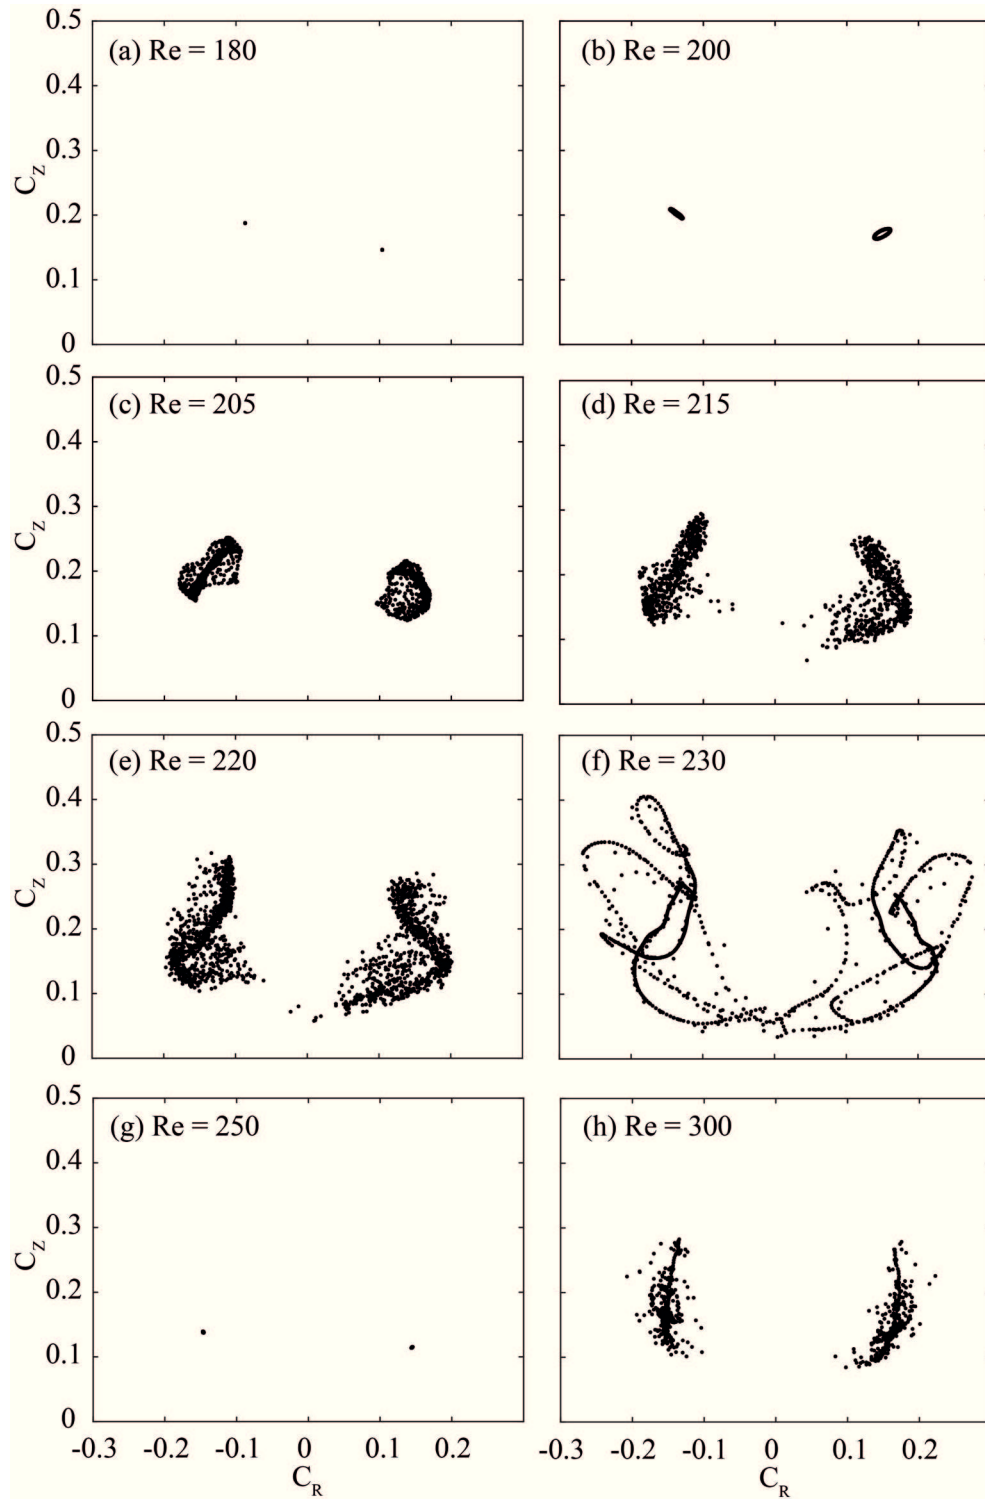 0.5
(a) Re = 180
(b) Re = 200
0.4
0.3
C_Z
0.2
0.1
0
0.5
(c) Re = 205
(d) Re = 215
0.4
0.3
C_Z
0.2
0.1
0
0.5
(e) Re = 220
(f) Re = 230
0.4
0.3
C_Z
0.2
0.1
0
0.5
(g) Re = 250
(h) Re = 300
0.4
0.3
C_Z
0.2
0.1
0
-0.3 -0.2 -0.1 0 0.1 0.2 -0.3 -0.2 -0.1 0 0.1 0.2
C_R C_R